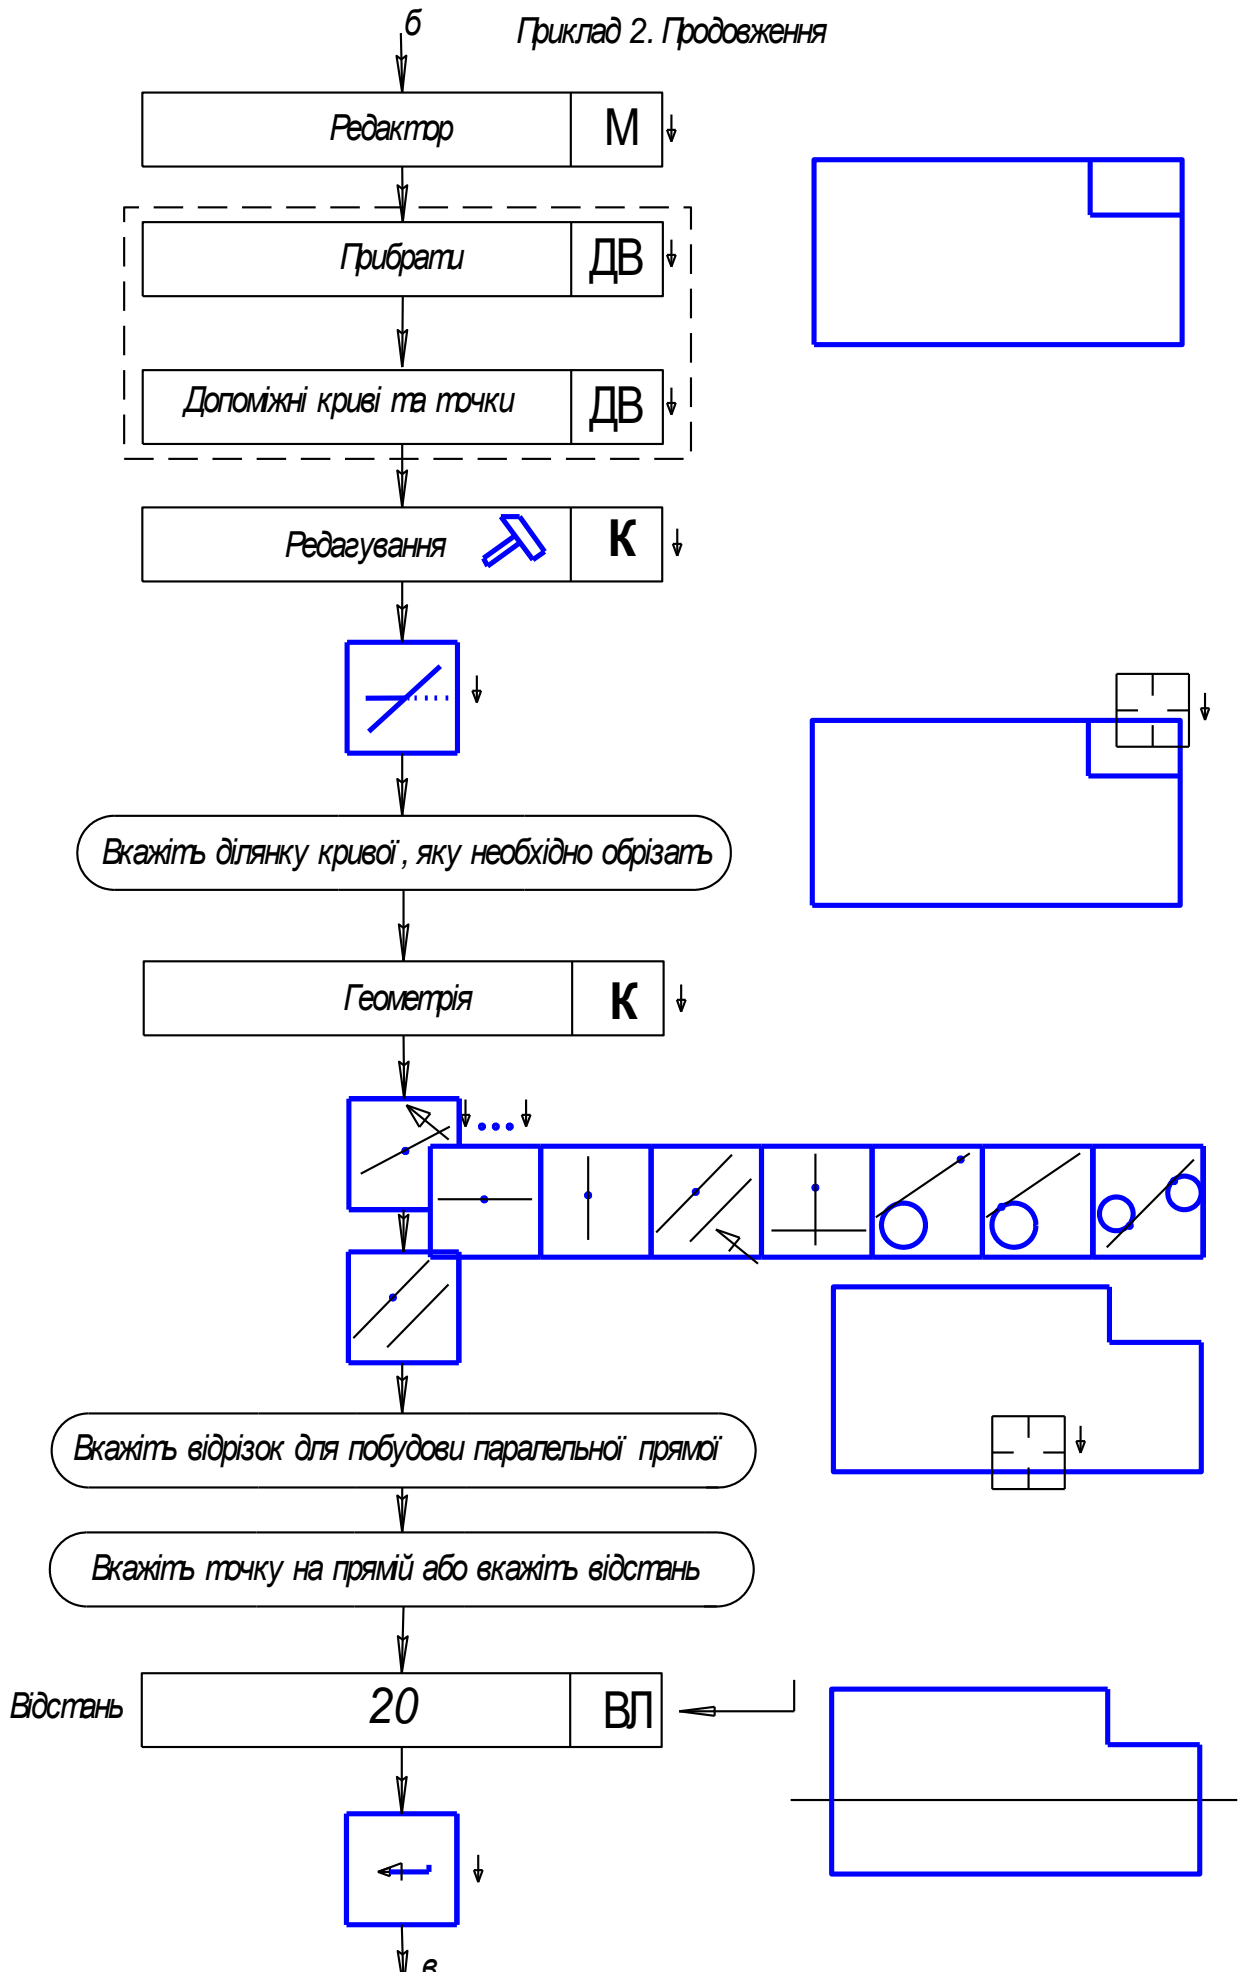 б
Приклад 2. Продовження
Редактор М
Прибрати ДВ
Допоміжні криві та точки ДВ
Редагування К
Вкажіть ділянку кривої , яку необхідно обрізать
Геометрія К
Вкажіть відрізок для побудови паралельної прямої
Вкажіть точку на прямій або вкажіть відстань
Відстань 20 ВЛ
в